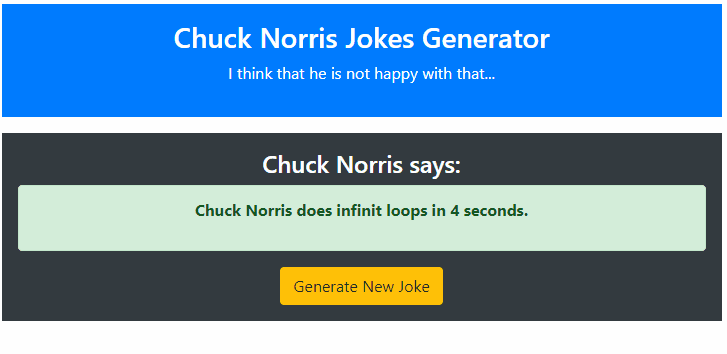 Chuck Norris Jokes Generator
I think that he is not happy with that...
Chuck Norris says:
Chuck Norris does infinit loops in 4 seconds.
Generate New Joke